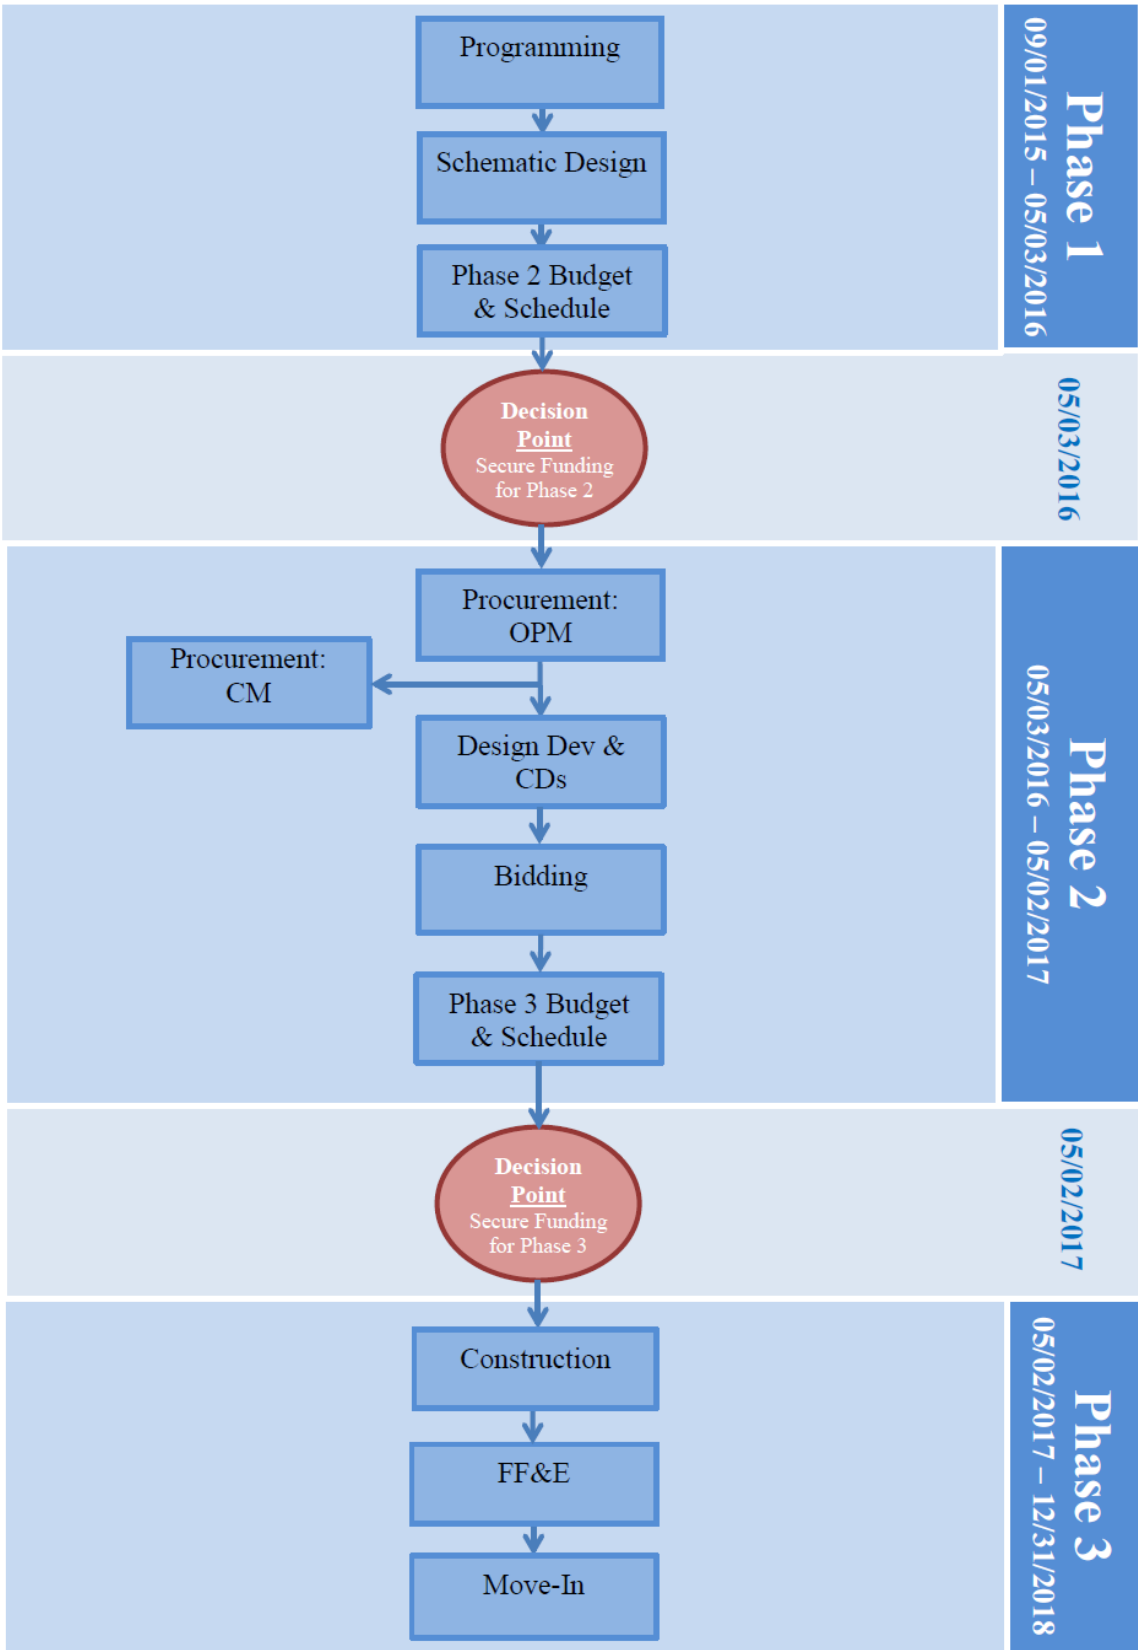 Programming
Schematic Design
Phase 2 Budget
& Schedule
Phase 1
09/01/2015 – 05/03/2016
Decision
Point
Secure Funding
for Phase 2
05/03/2016
Procurement:
OPM
Procurement:
CM
Design Dev &
CDs
Bidding
Phase 3 Budget
& Schedule
Phase 2
05/03/2016 – 05/02/2017
Decision
Point
Secure Funding
for Phase 3
05/02/2017
Construction
FF&E
Move-In
Phase 3
05/02/2017 – 12/31/2018